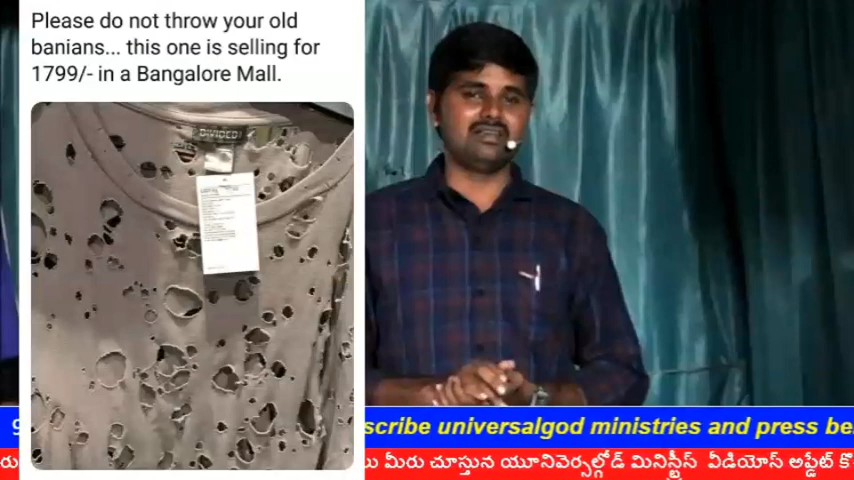 Please do not throw your old
banians... this one is selling for
1799/- in a Bangalore Mall.
DIVIDED
9
scribe universalgod ministries and press be
రు
లు మీరు చూస్తున యూనివెర్సల్గోడ్ మినిస్ట్రీస్ వీడియోస్ అప్డేట్ కొ